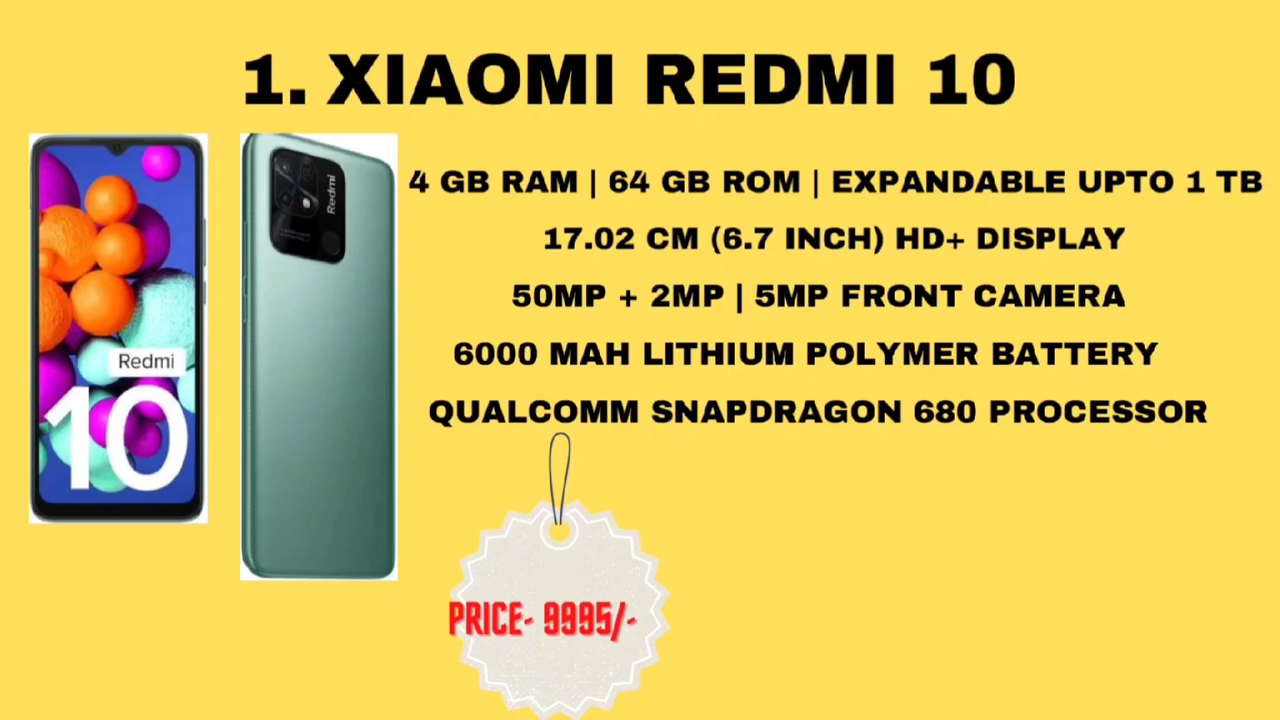 1. XIAOMI REDMI 10
4 GB RAM | 64 GB ROM | EXPANDABLE UPTO 1 TB
17.02 CM (6.7 INCH) HD+ DISPLAY
50MP + 2MP | 5MP FRONT CAMERA
6000 MAH LITHIUM POLYMER BATTERY
QUALCOMM SNAPDRAGON 680 PROCESSOR
Redmi
10
Redmi
PRICE- 9995/-